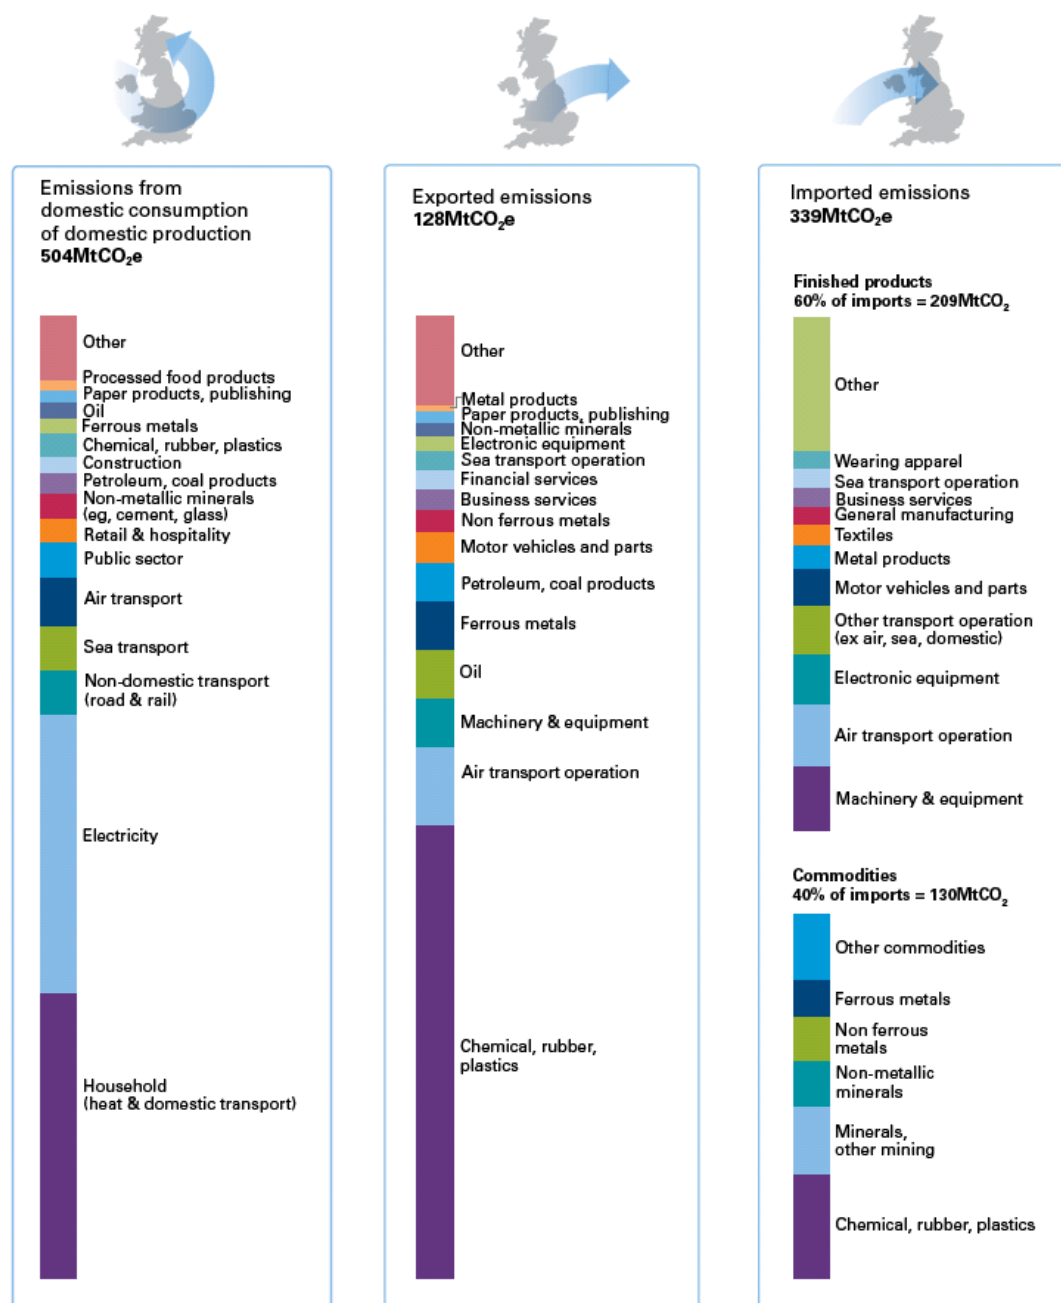 Emissions from
domestic consumption
of domestic production
504MtCO₂e
Other
Processed food products
Paper products, publishing
Oil
Ferrous metals
Chemical, rubber, plastics
Construction
Petroleum, coal products
Non-metallic minerals
(eg, cement, glass)
Retail & hospitality
Public sector
Air transport
Sea transport
Non-domestic transport
(road & rail)
Electricity
Household
(heat & domestic transport)
Exported emissions
128MtCO₂e
Other
Metal products
Paper products, publishing
Non-metallic minerals
Electronic equipment
Sea transport operation
Financial services
Business services
Non ferrous metals
Motor vehicles and parts
Petroleum, coal products
Ferrous metals
Oil
Machinery & equipment
Air transport operation
Chemical, rubber,
plastics
Imported emissions
339MtCO₂e
Finished products
60% of imports = 209MtCO₂
Other
Wearing apparel
Sea transport operation
Business services
General manufacturing
Textiles
Metal products
Motor vehicles and parts
Other transport operation
(ex air, sea, domestic)
Electronic equipment
Air transport operation
Machinery & equipment
Commodities
40% of imports = 130MtCO₂
Other commodities
Ferrous metals
Non ferrous
metals
Non-metallic
minerals
Minerals,
other mining
Chemical, rubber, plastics